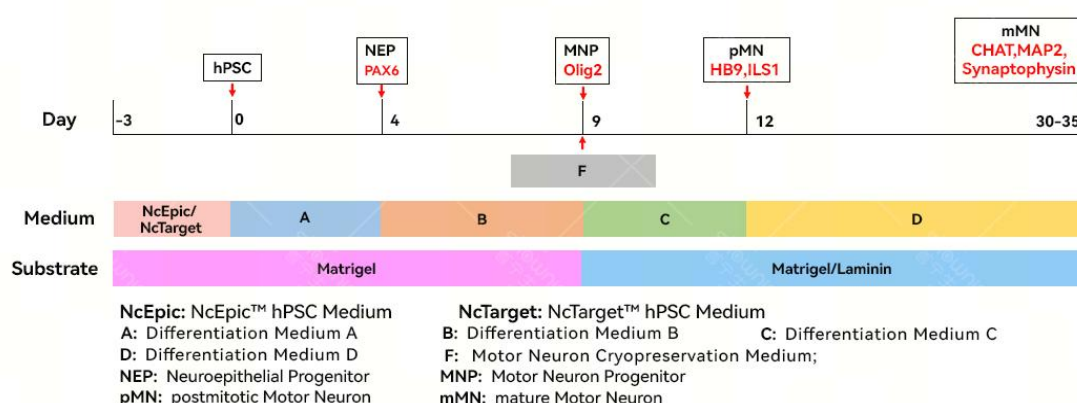 mMN
CHAT,MAP2,
Synaptophysin
NEP
PAX6
MNP
Olig2
pMN
HB9,ILS1
hPSC
Day
-3 0 4 9 12 30-35
F
Medium
NcEpic/
NcTarget
A B C D
Substrate
Matrigel Matrigel/Laminin
NcEpic: NcEpic™ hPSC Medium NcTarget: NcTarget™ hPSC Medium
A: Differentiation Medium A B: Differentiation Medium B C: Differentiation Medium C
D: Differentiation Medium D F: Motor Neuron Cryopreservation Medium;
NEP: Neuroepithelial Progenitor MNP: Motor Neuron Progenitor
pMN: postmitotic Motor Neuron mMN: mature Motor Neuron